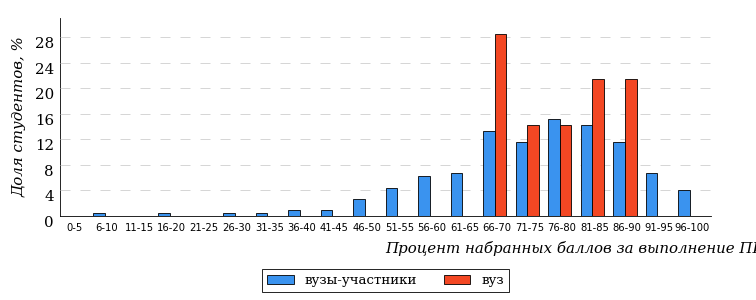 Доля студентов, %
28
24
20
16
12
8
4
0
0-5 6-10 11-15 16-20 21-25 26-30 31-35 36-40 41-45 46-50 51-55 56-60 61-65 66-70 71-75 76-80 81-85 86-90 91-95 96-100
Процент набранных баллов за выполнение
вузы-участники вуз